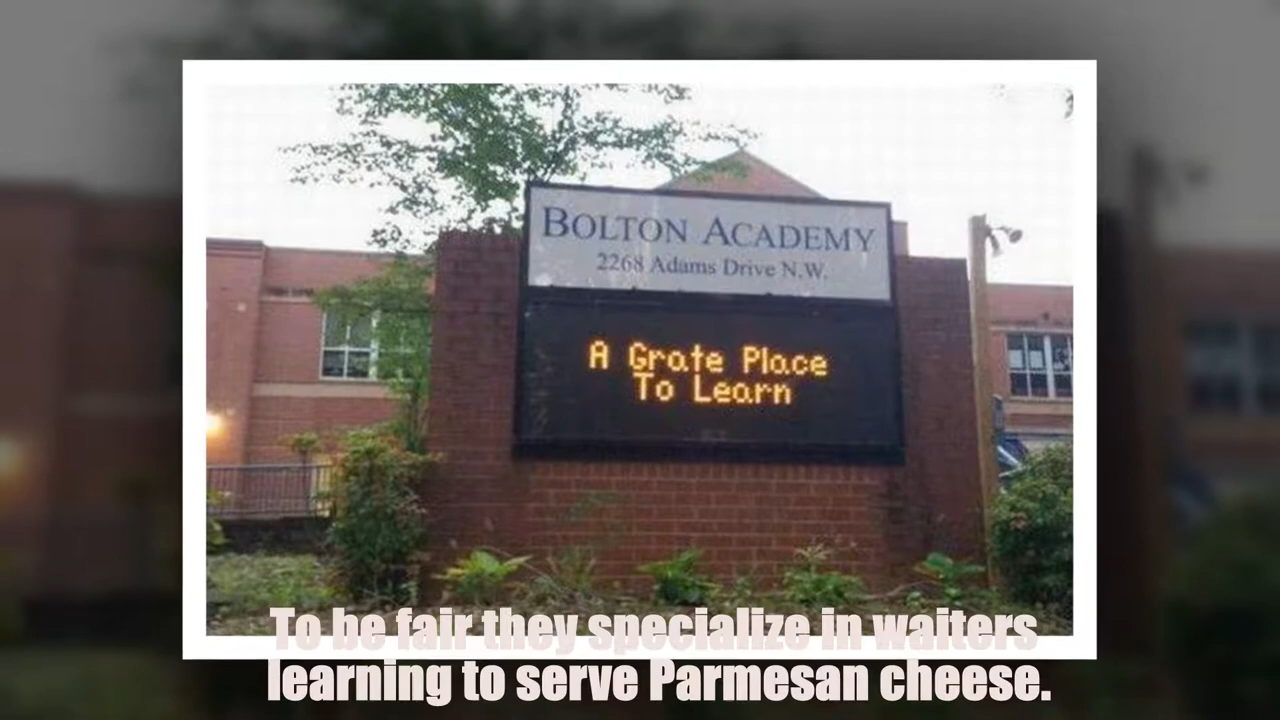 BOLTON ACADEMY
2268 Adams Drive N.W.
A Grate Place
To Learn
To be fair they specialize in waiters
learning to serve Parmesan cheese.